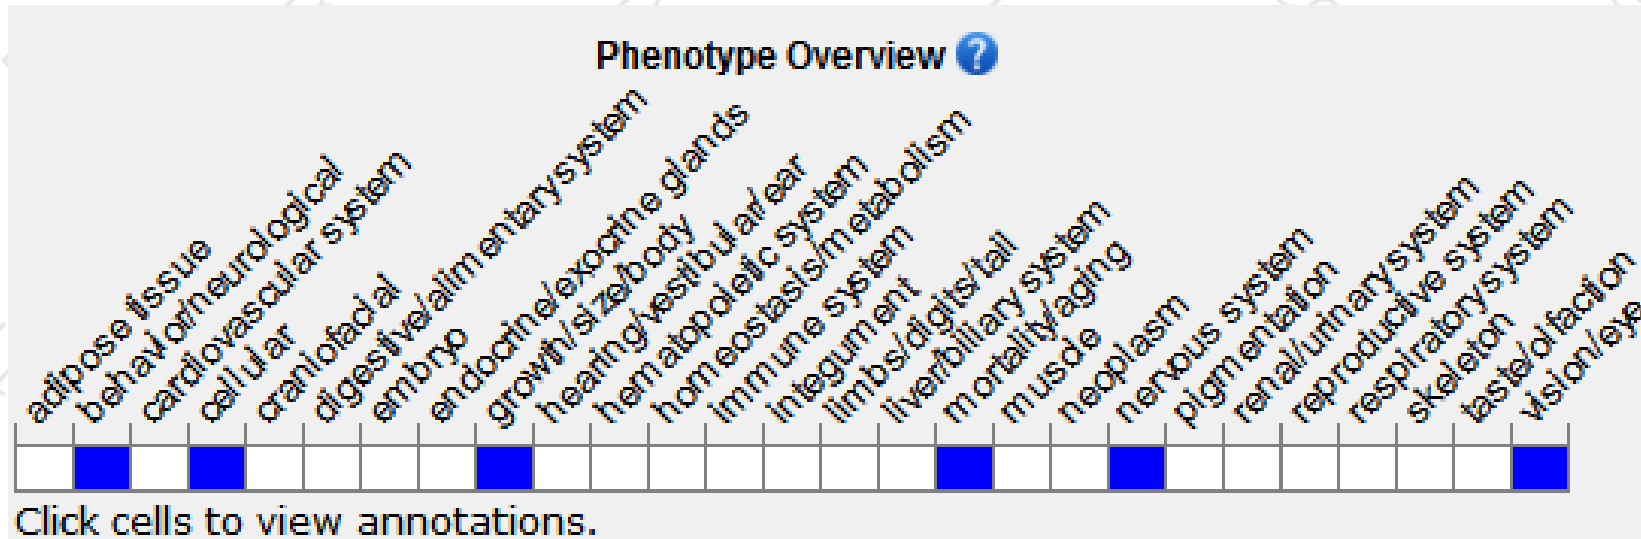 Phenotype Overview ?
adipose tissue
behavior/neurological
cardiovascular system
cellular
craniofacial
digestive/alimentary system
embryo
endocrine/exocrine glands
growth/size/body
hearing/vestibular/ear
hematopoietic system
homeostasis/metabolism
immune system
integument
limbs/digits/tail
liver/biliary system
mortality/aging
muscle
neoplasm
nervous system
pigmentation
renal/urinary system
reproductive system
respiratory system
skeleton
taste/olfaction
vision/eye
Click cells to view annotations.